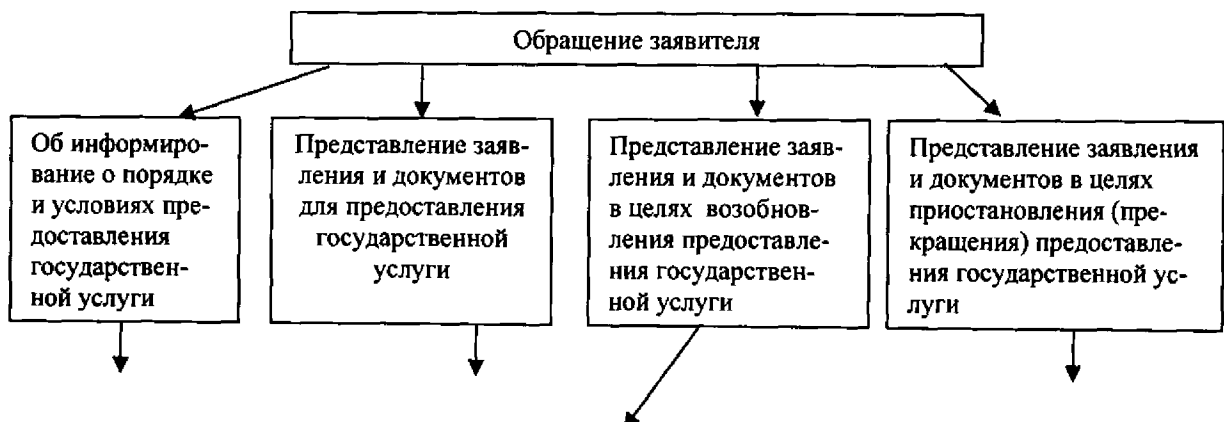 Обращение заявителя
Об информиро-
вание о порядке
и условиях пре-
доставления
государствен-
ной услуги
Представление заяв-
ления и документов
для предоставления
государственной
услуги
Представление заяв-
ления и документов
в целях возобнов-
ления предоставле-
ния государствен-
ной услуги
Представление заявления
и документов в целях
приостановления (пре-
кращения) предоставле-
ния государственной ус-
луги